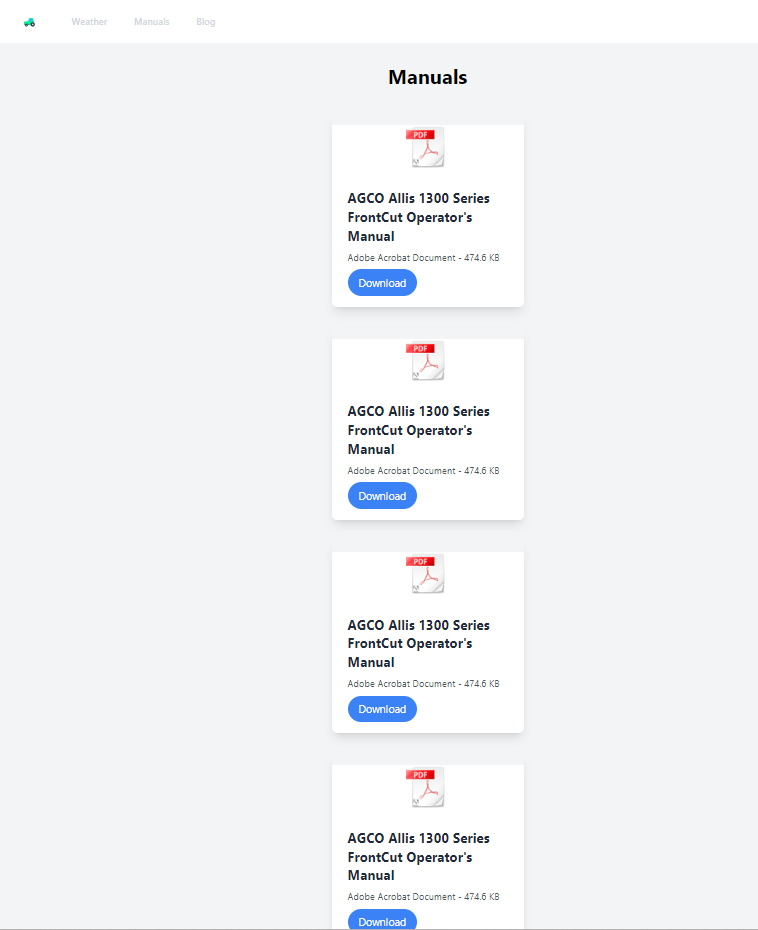 Weather Manuals Blog
Manuals
PDF
AGCO Allis 1300 Series
FrontCut Operator's
Manual
Adobe Acrobat Document - 474.6 KB
Download
PDF
AGCO Allis 1300 Series
FrontCut Operator's
Manual
Adobe Acrobat Document - 474.6 KB
Download
PDF
AGCO Allis 1300 Series
FrontCut Operator's
Manual
Adobe Acrobat Document - 474.6 KB
Download
PDF
AGCO Allis 1300 Series
FrontCut Operator's
Manual
Adobe Acrobat Document - 474.6 KB
Download